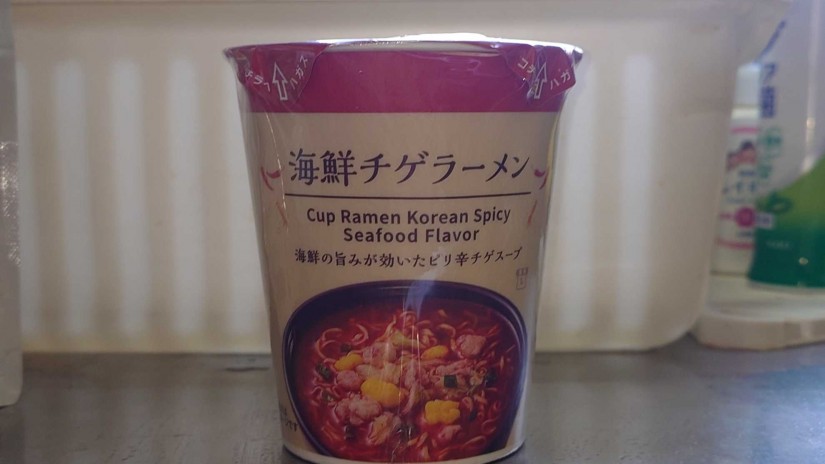 海鮮チゲラーメン
Cup Ramen Korean Spicy
Seafood Flavor
海鮮の旨みが効いたピリ辛チゲスープ